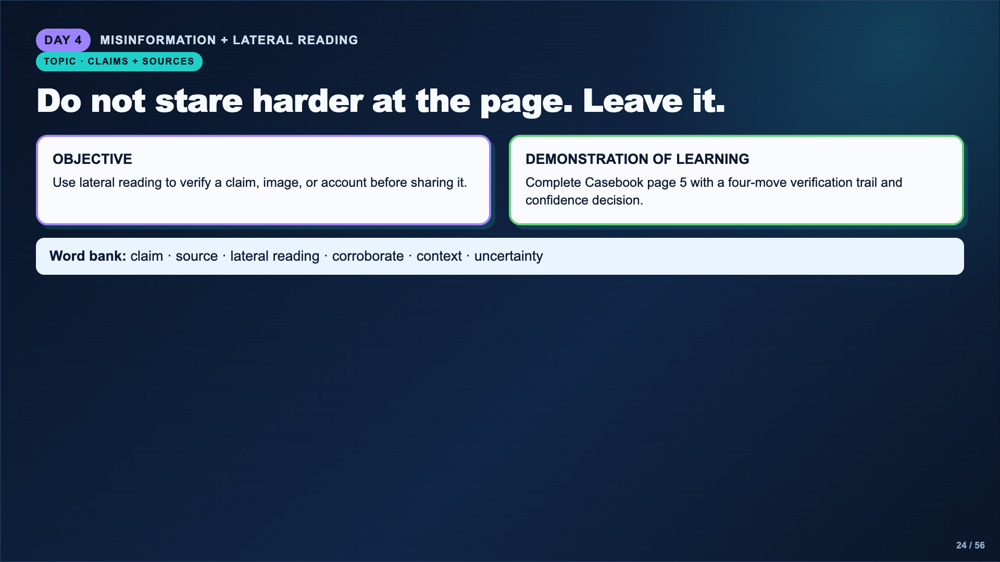 DAY 4 MISINFORMATION + LATERAL READING
TOPIC · CLAIMS + SOURCES
Do not stare harder at the page. Leave it.
OBJECTIVE
Use lateral reading to verify a claim, image, or account before sharing it.
DEMONSTRATION OF LEARNING
Complete Casebook page 5 with a four-move verification trail and
confidence decision.
Word bank: claim · source · lateral reading · corroborate · context · uncertainty
24 / 56